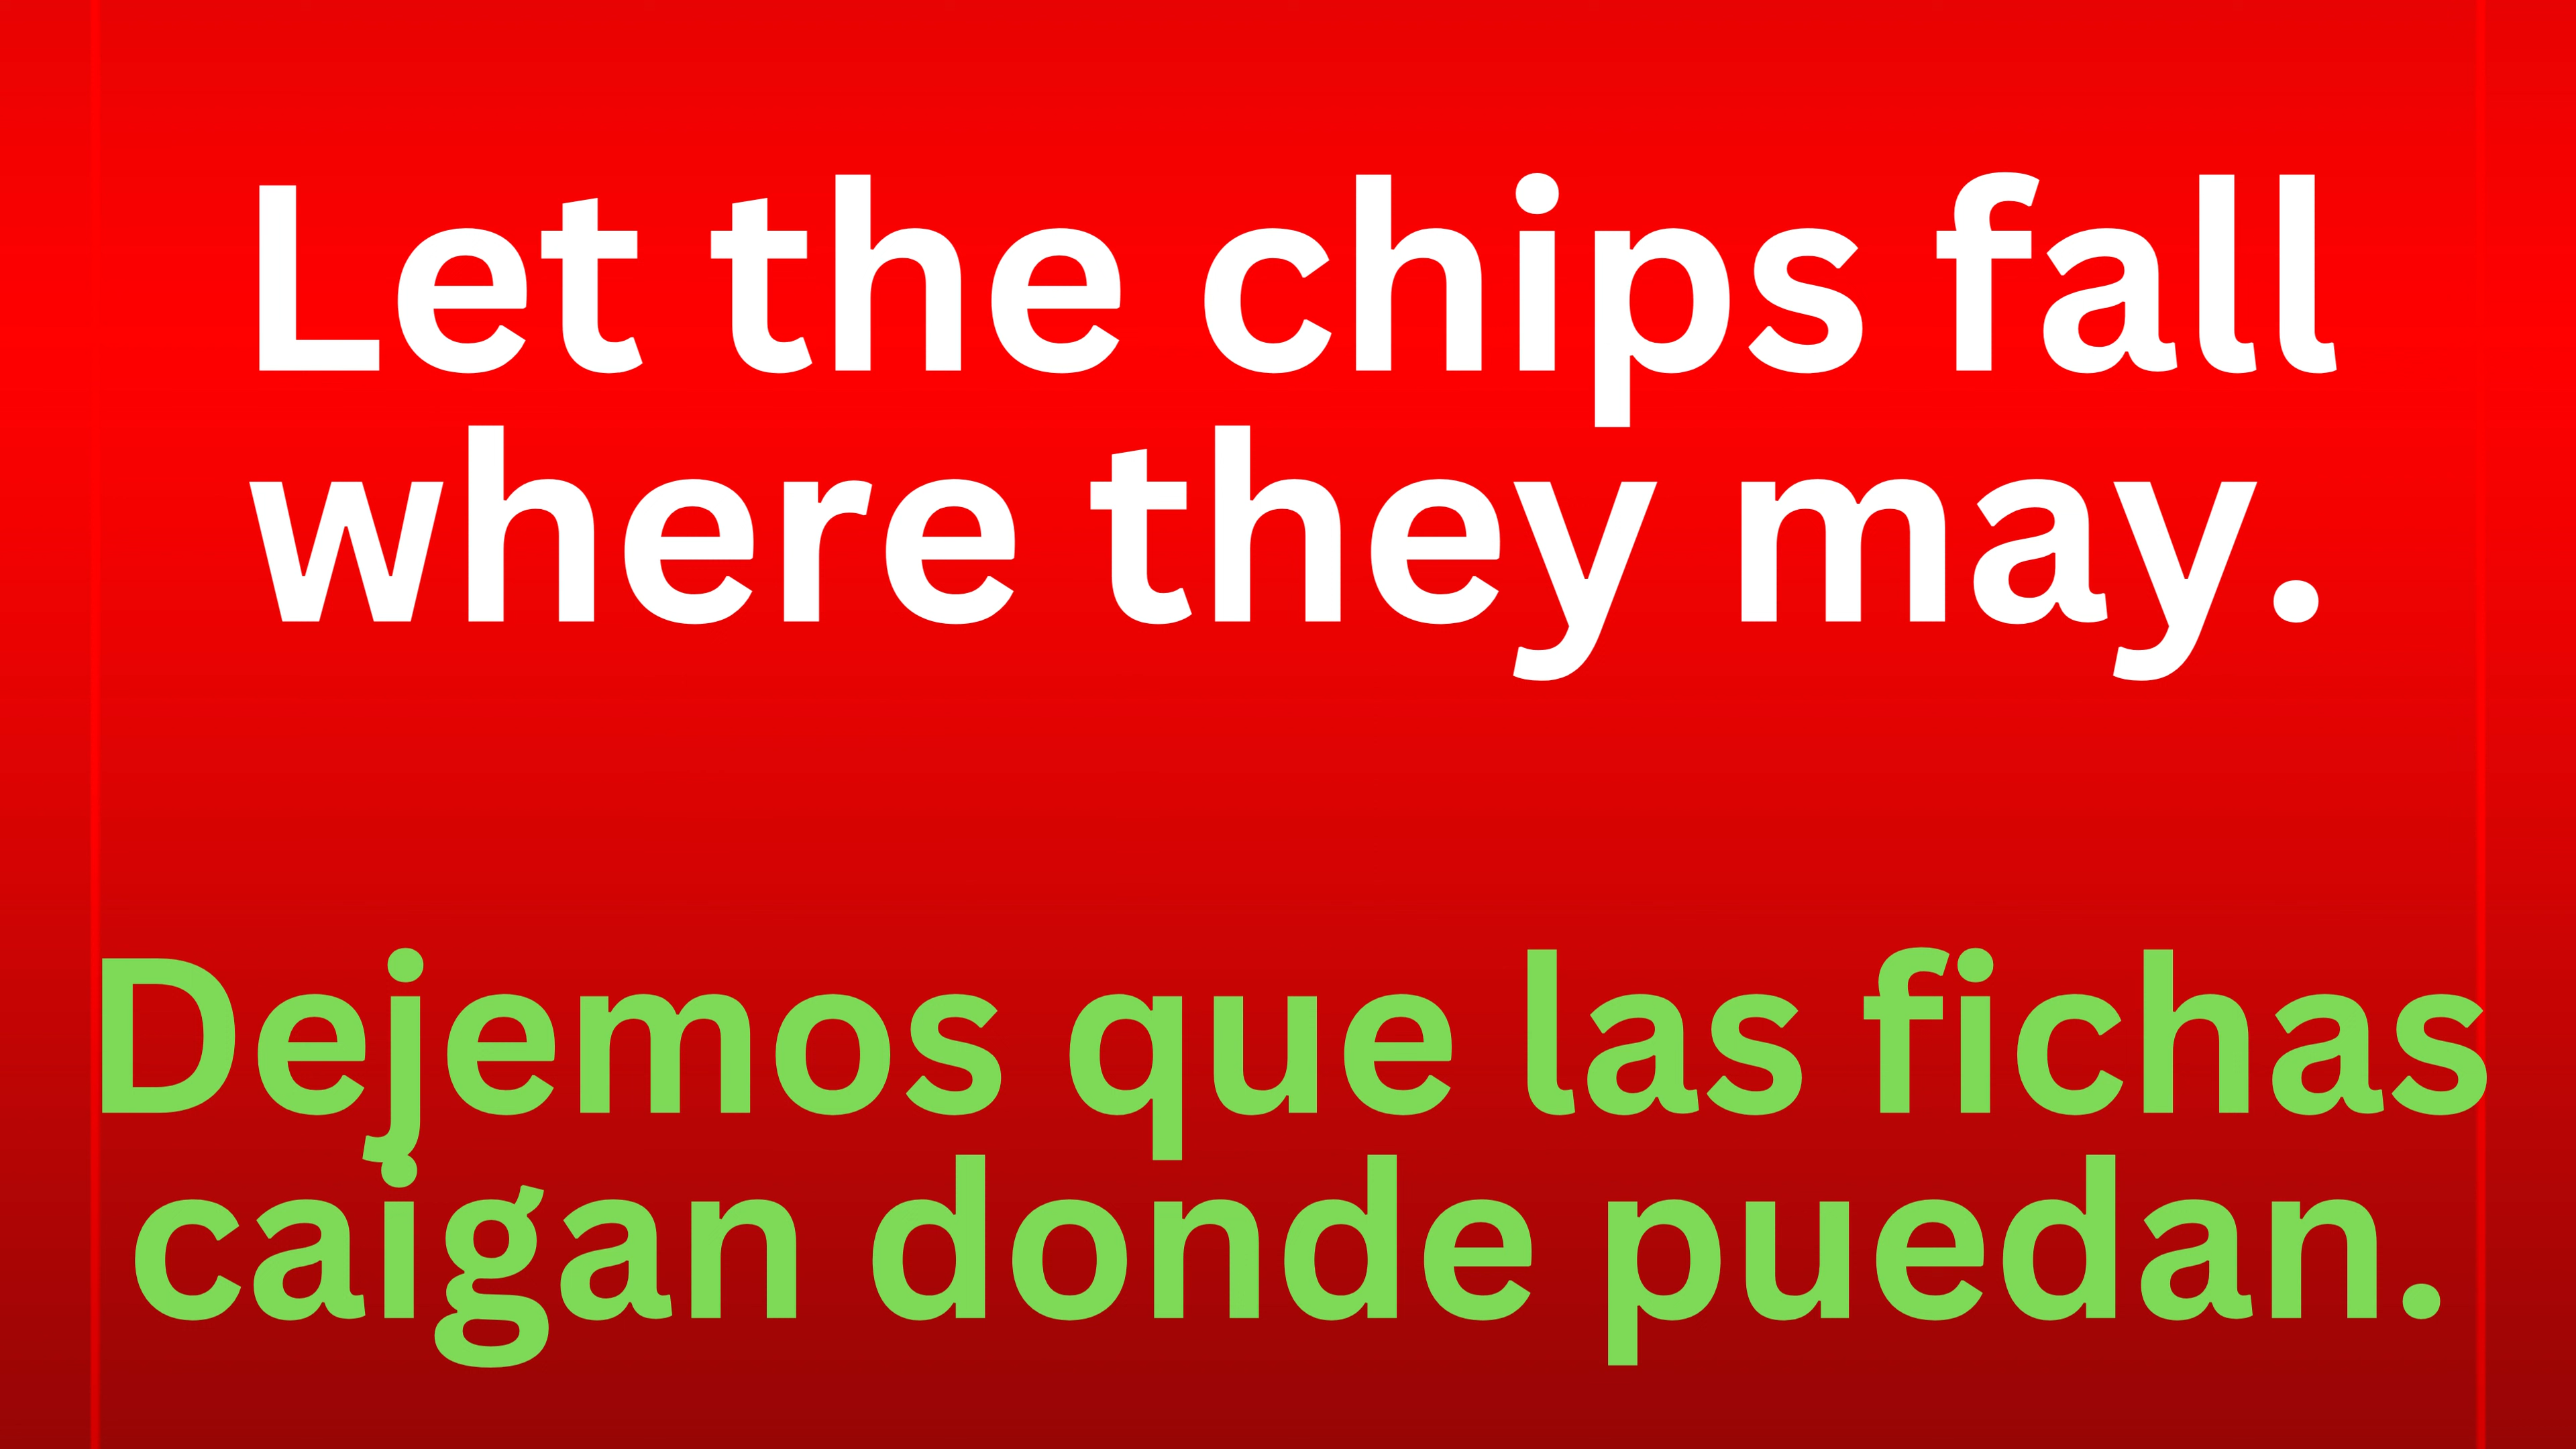 Let the chips fall
where they may.
Dejemos que las fichas
caigan donde puedan.